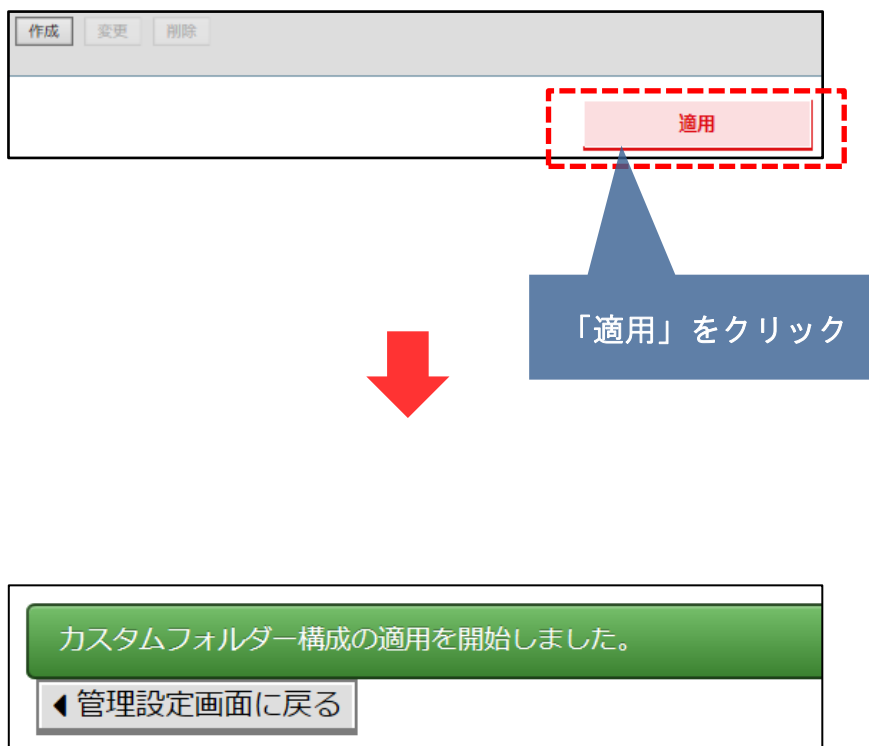 作成 変更 削除
適用
「適用」をクリック
カスタムフォルダー構成の適用を開始しました。
管理設定画面に戻る